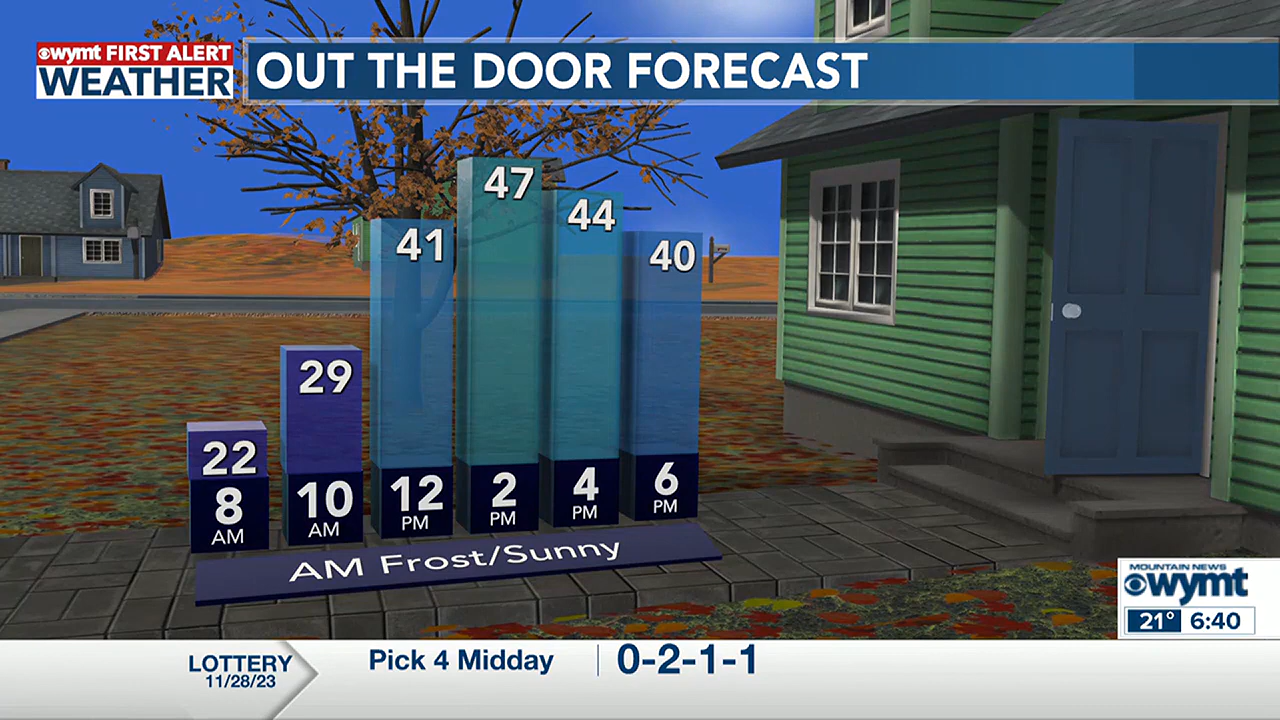 wymt FIRST ALERT
WEATHER
OUT THE DOOR FORECAST
22
29
41
47
44
40
8
AM
10
AM
12
PM
2
PM
4
PM
6
PM
AM Frost/Sunny
MOUNTAIN NEWS
wymt
21° 6:40
LOTTERY
11/28/23
Pick 4 Midday
0-2-1-1